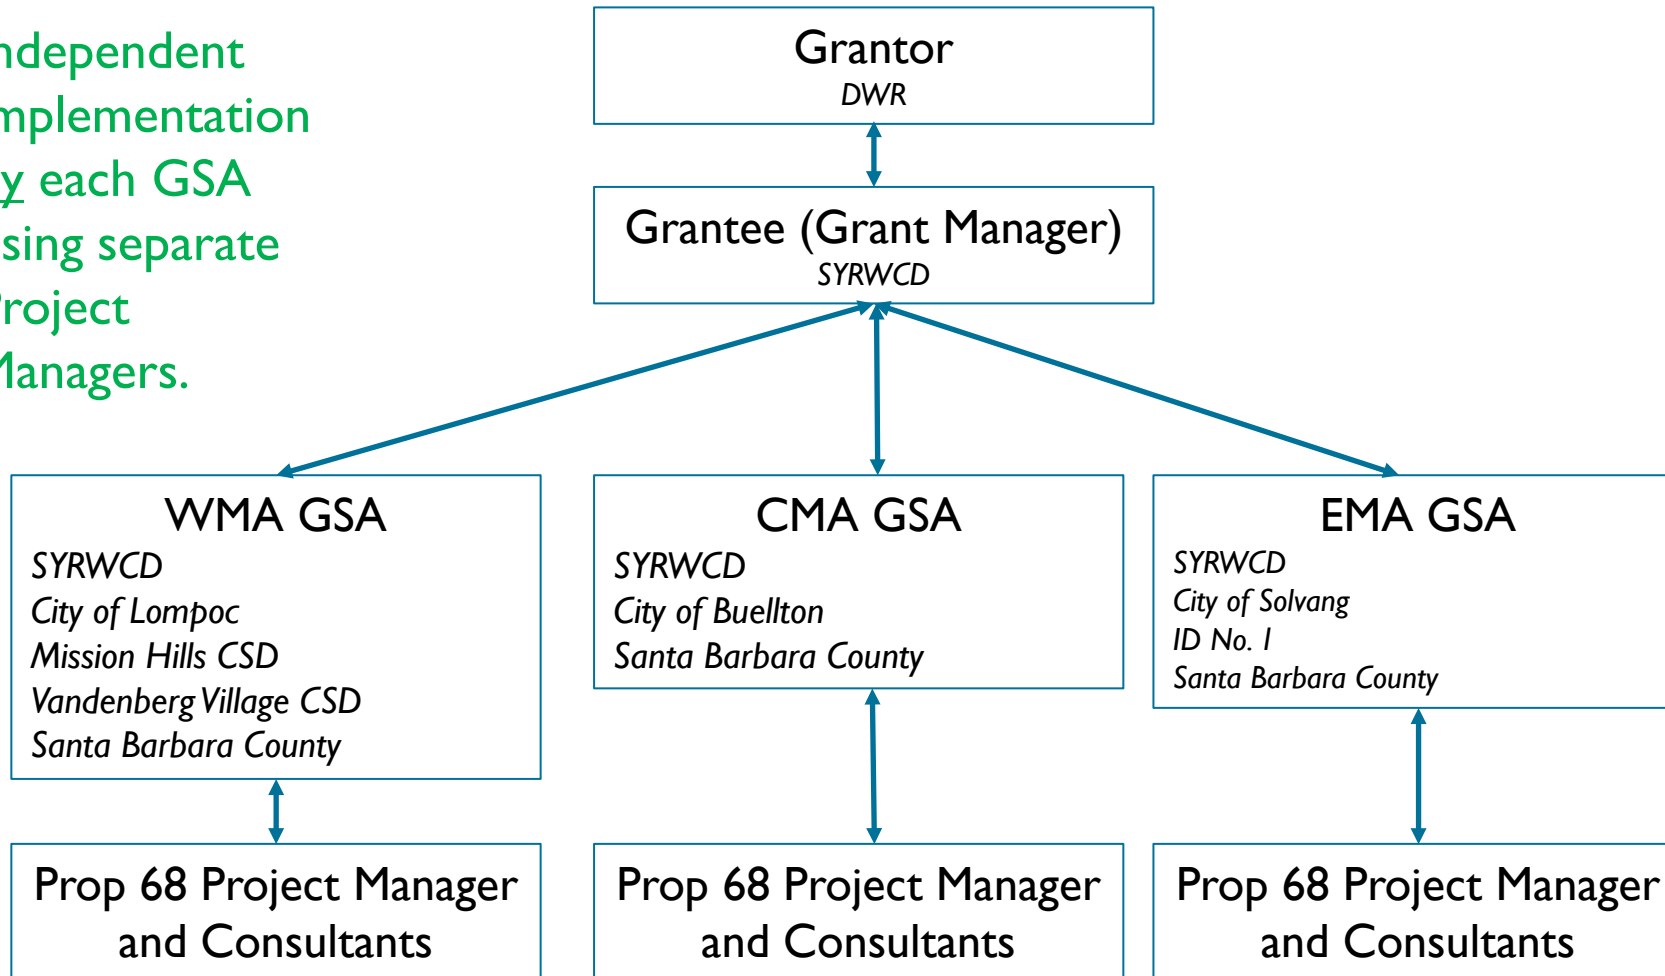 ndependent
mplementation
y each GSA
sing separate
Project
Managers.
Grantor
DWR
Grantee (Grant Manager)
SYRWCD
WMA GSA
SYRWCD
City of Lompoc
Mission Hills CSD
Vandenberg Village CSD
Santa Barbara County
CMA GSA
SYRWCD
City of Buellton
Santa Barbara County
EMA GSA
SYRWCD
City of Solvang
ID No. 1
Santa Barbara County
Prop 68 Project Manager
and Consultants
Prop 68 Project Manager
and Consultants
Prop 68 Project Manager
and Consultants